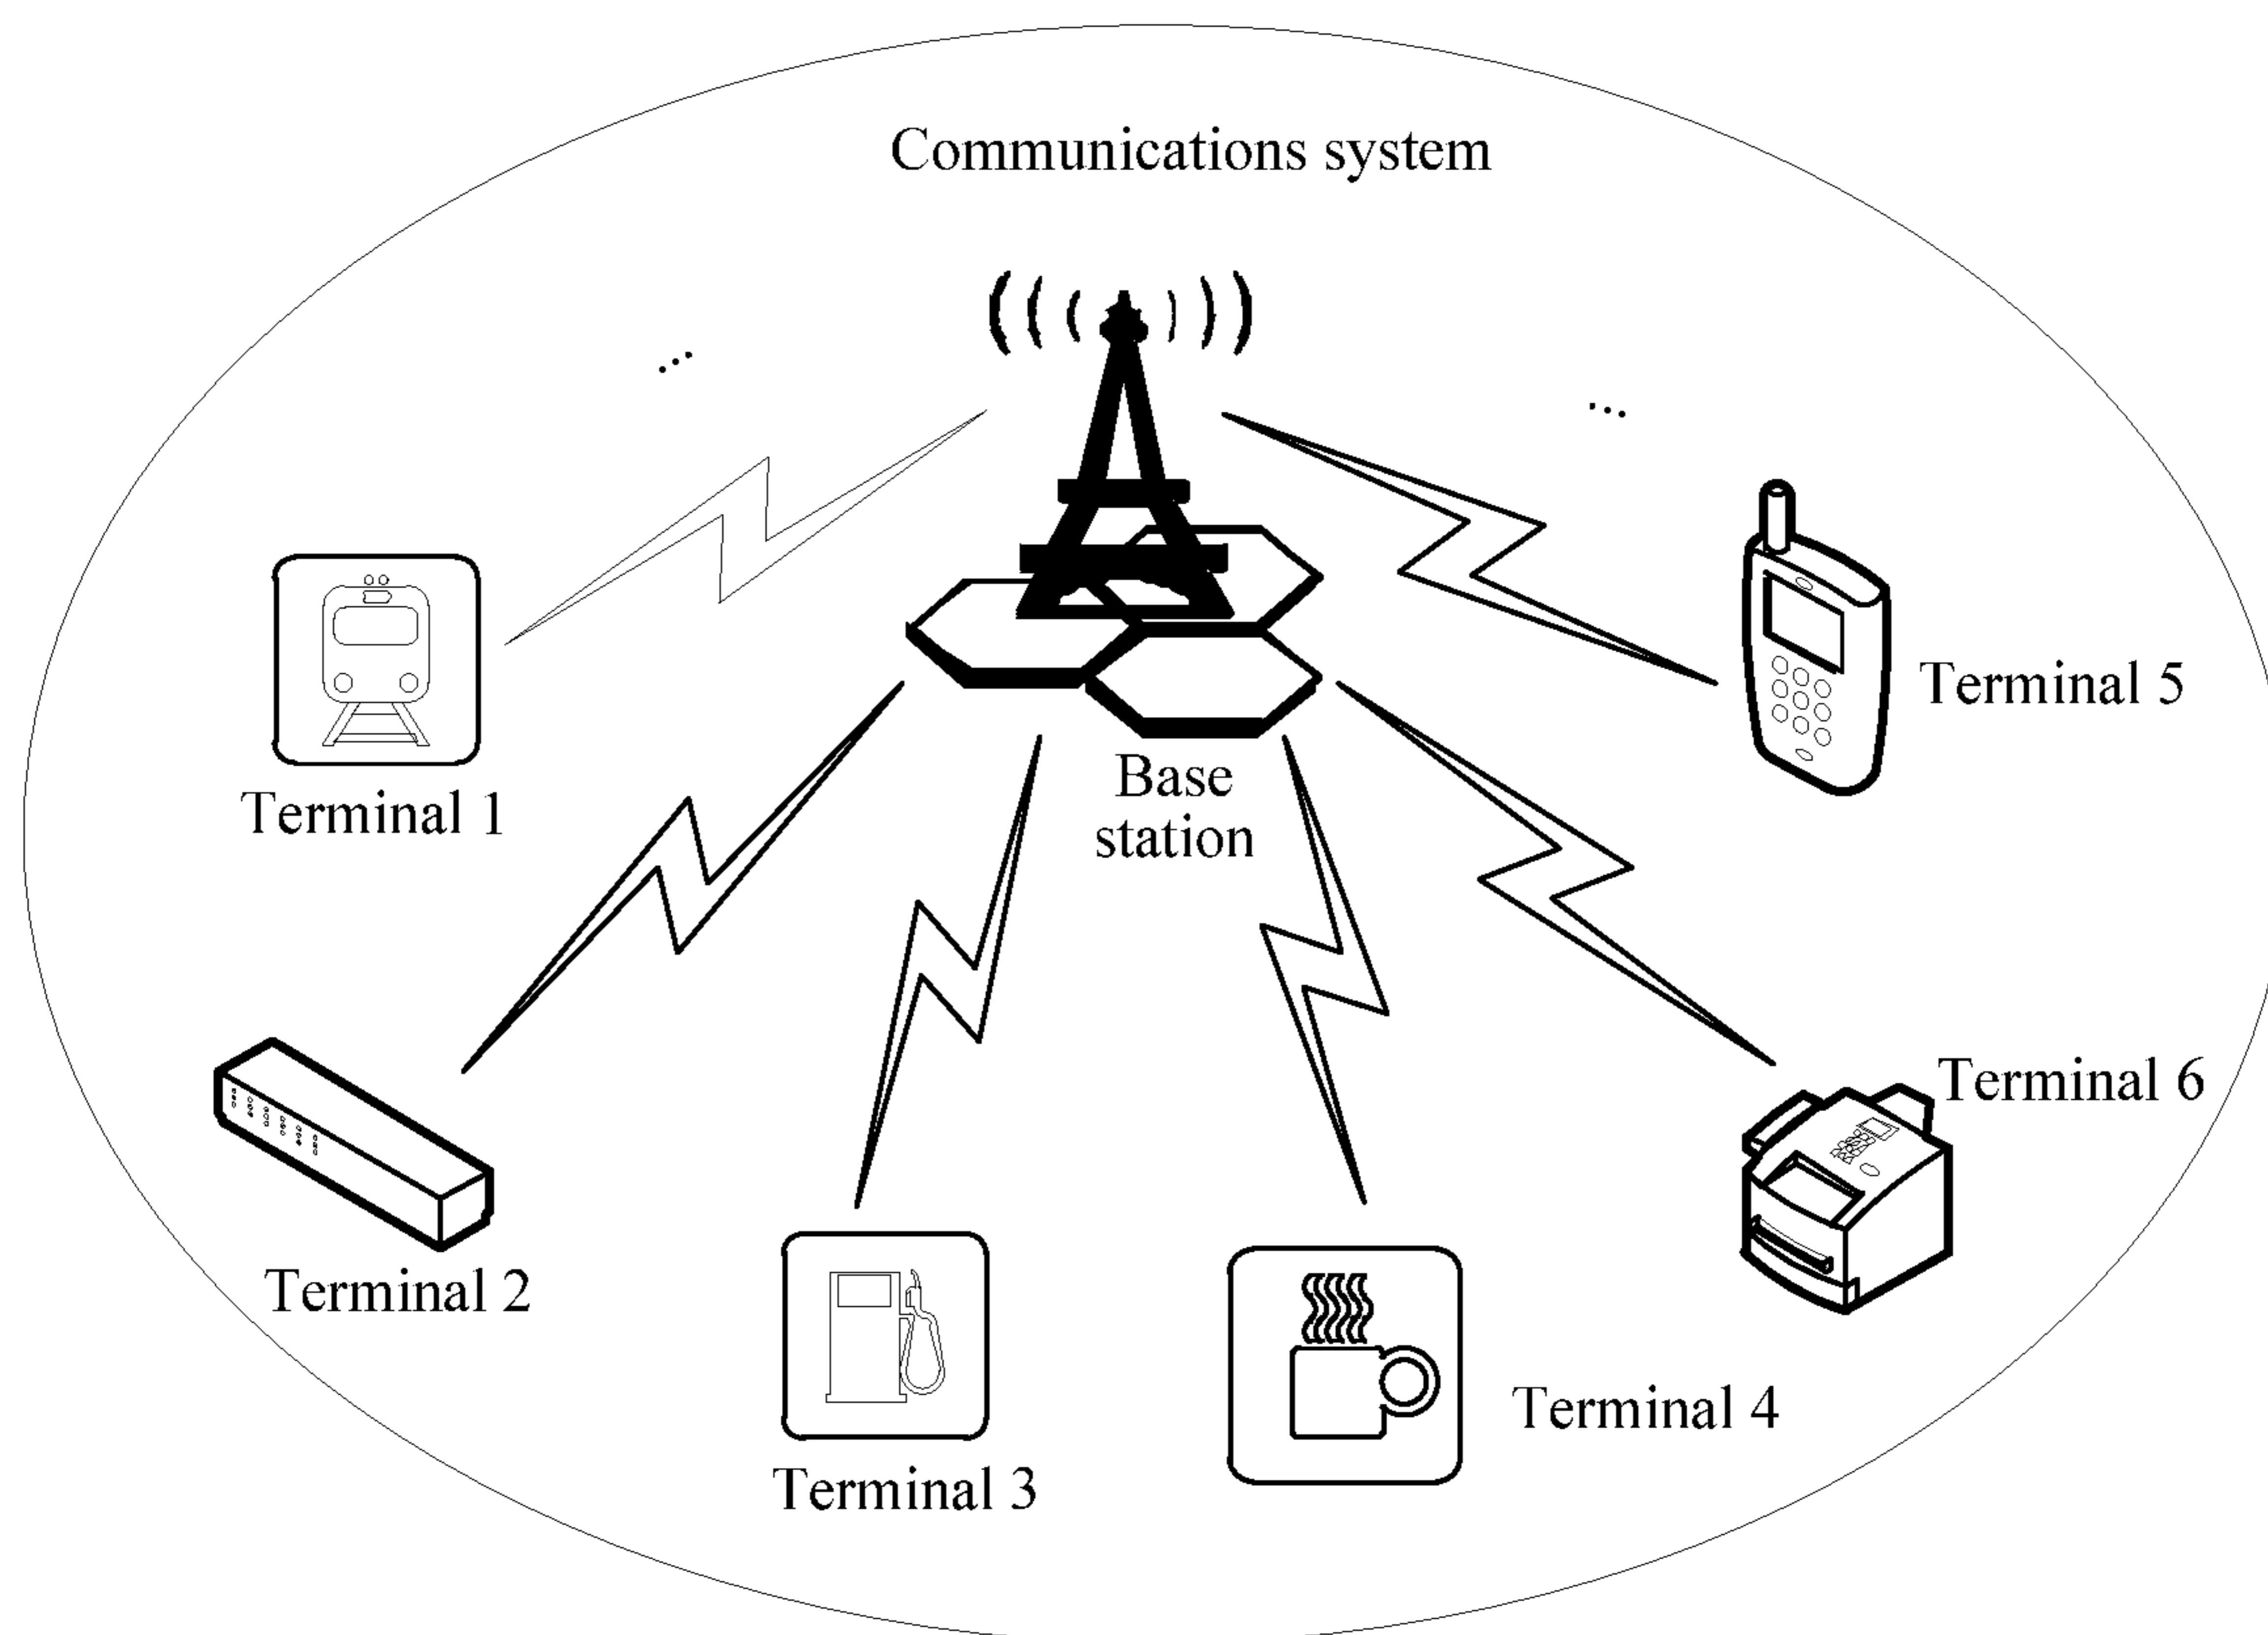 Communications system
...
...
Terminal 5
Base
station
Terminal 1
Terminal 6
Terminal 2
Terminal 4
Terminal 3